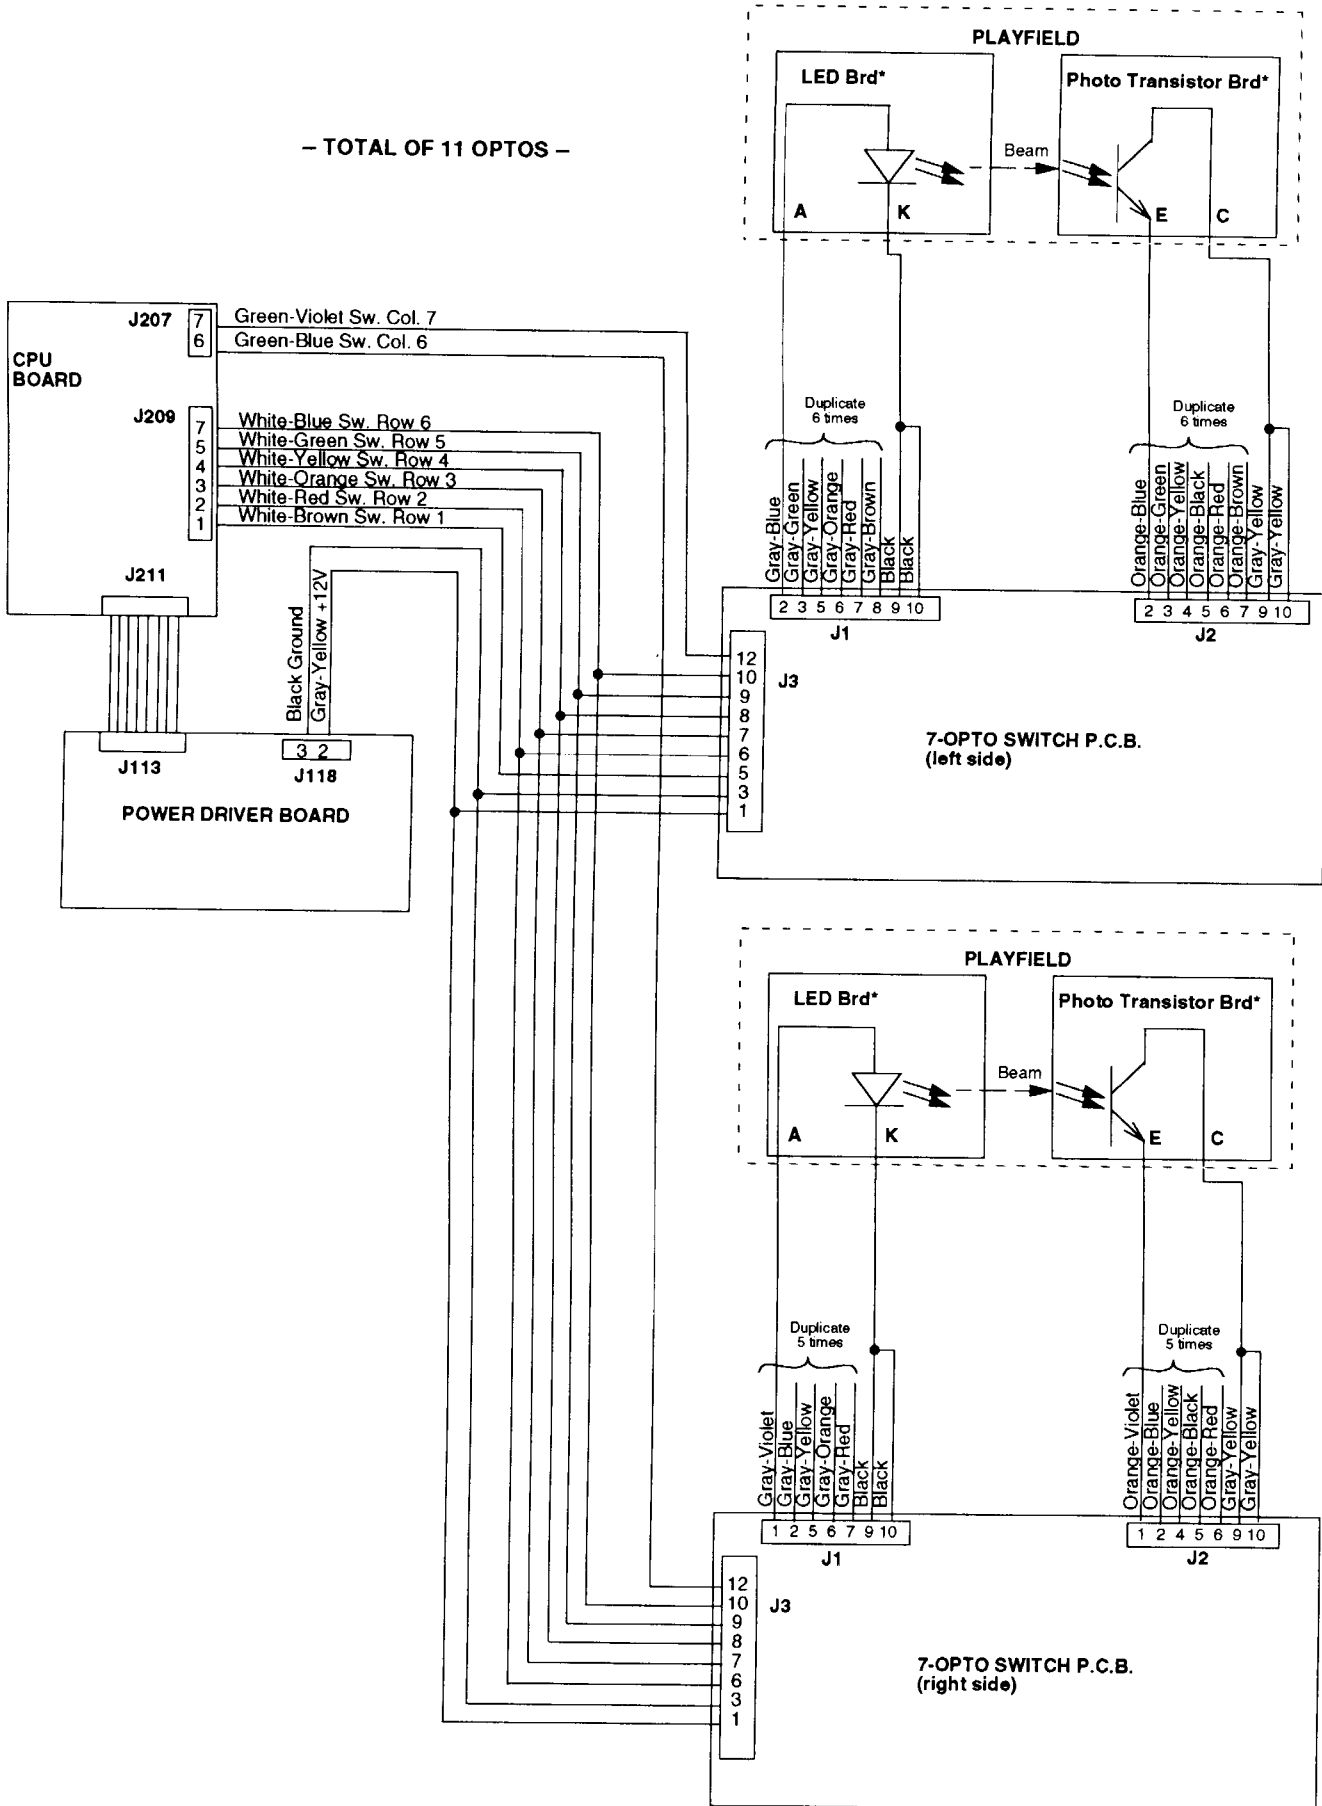 PLAYFIELD
LED Brd*
Photo Transistor Brd*
– TOTAL OF 11 OPTOS –
Beam
A
K
E
C
J207
7
6
Green-Violet Sw. Col. 7
Green-Blue Sw. Col. 6
CPU
BOARD
J209
7
5
4
3
2
1
White-Blue Sw. Row 6
White-Green Sw. Row 5
White-Yellow Sw. Row 4
White-Orange Sw. Row 3
White-Red Sw. Row 2
White-Brown Sw. Row 1
Duplicate
6 times
Duplicate
6 times
Gray-Blue
Gray-Green
Gray-Yellow
Gray-Orange
Gray-Red
Gray-Brown
Black
Black
Orange-Blue
Orange-Green
Orange-Yellow
Orange-Black
Orange-Red
Orange-Brown
Gray-Yellow
Gray-Yellow
J211
Black Ground
Gray-Yellow +12V
2 3 5 6 7 8 9 10
J1
2 3 4 5 6 7 9 10
J2
12
10
9
8
7
6
5
3
1
J3
7-OPTO SWITCH P.C.B.
(left side)
J113
3 2
J118
POWER DRIVER BOARD
PLAYFIELD
LED Brd*
Photo Transistor Brd*
Beam
A
K
E
C
Duplicate
5 times
Duplicate
5 times
Gray-Violet
Gray-Blue
Gray-Yellow
Gray-Orange
Gray-Red
Black
Black
Orange-Violet
Orange-Blue
Orange-Yellow
Orange-Black
Orange-Red
Gray-Yellow
Gray-Yellow
1 2 5 6 7 9 10
J1
1 2 4 5 6 9 10
J2
12
10
9
8
7
6
3
1
J3
7-OPTO SWITCH P.C.B.
(right side)